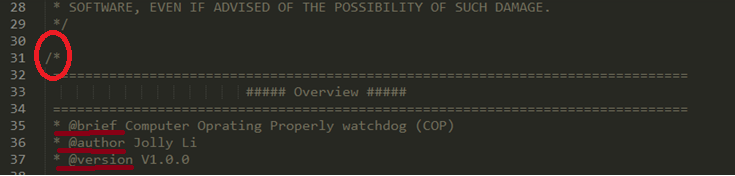 28 * SOFTWARE, EVEN IF ADVISED OF THE POSSIBILITY OF SUCH DAMAGE.
29 */
30
31 /*
32 ===============================================================================
33 ##### Overview #####
34 ===============================================================================
35 * @brief Computer Oprating Properly watchdog (COP)
36 * @author Jolly Li
37 * @version V1.0.0